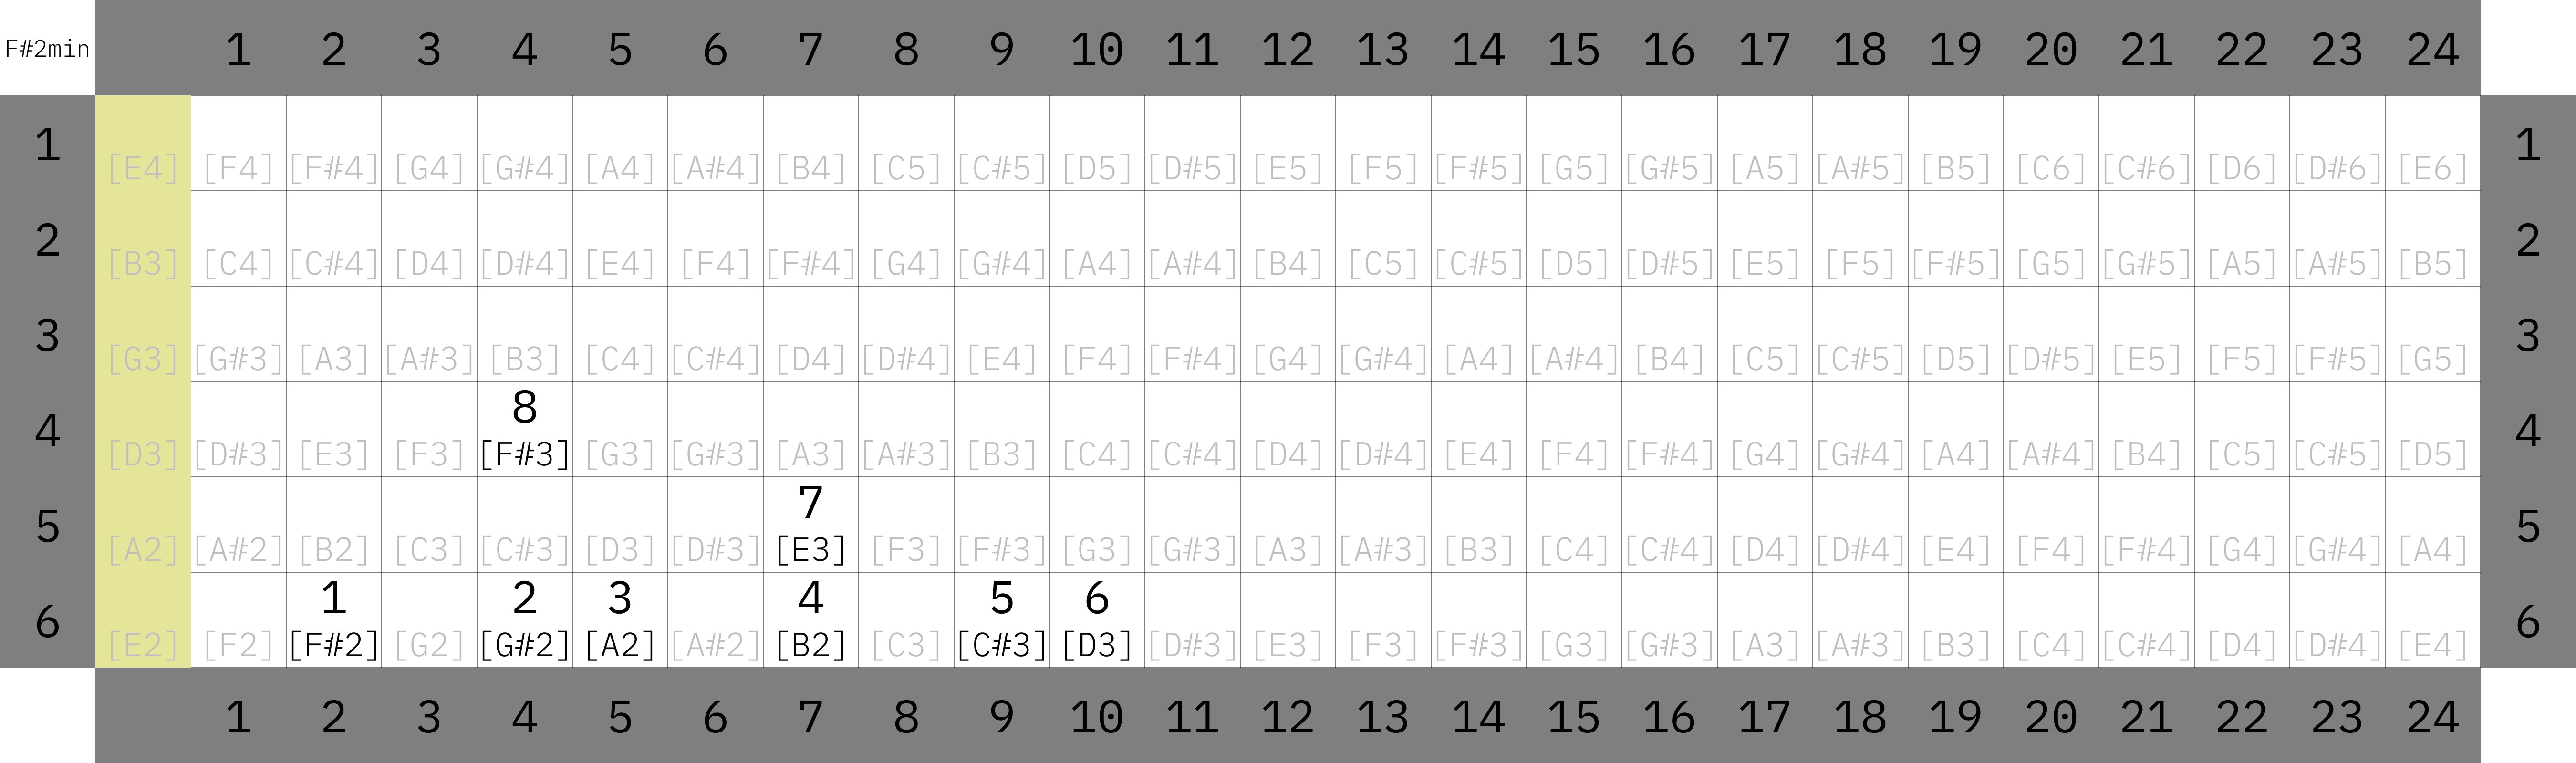 F#2min 1 2 3 4 5 6 7 8 9 10 11 12 13 14 15 16 17 18 19 20 21 22 23 24
1 [E4] [F4] [F#4] [G4] [G#4] [A4] [A#4] [B4] [C5] [C#5] [D5] [D#5] [E5] [F5] [F#5] [G5] [G#5] [A5] [A#5] [B5] [C6] [C#6] [D6] [D#6] [E6] 1
2 [B3] [C4] [C#4] [D4] [D#4] [E4] [F4] [F#4] [G4] [G#4] [A4] [A#4] [B4] [C5] [C#5] [D5] [D#5] [E5] [F5] [F#5] [G5] [G#5] [A5] [A#5] [B5] 2
3 [G3] [G#3] [A3] [A#3] [B3] [C4] [C#4] [D4] [D#4] [E4] [F4] [F#4] [G4] [G#4] [A4] [A#4] [B4] [C5] [C#5] [D5] [D#5] [E5] [F5] [F#5] [G5] 3
8
4 [D3] [D#3] [E3] [F3] [F#3] [G3] [G#3] [A3] [A#3] [B3] [C4] [C#4] [D4] [D#4] [E4] [F4] [F#4] [G4] [G#4] [A4] [A#4] [B4] [C5] [C#5] [D5] 4
7
5 [A2] [A#2] [B2] [C3] [C#3] [D3] [D#3] [E3] [F3] [F#3] [G3] [G#3] [A3] [A#3] [B3] [C4] [C#4] [D4] [D#4] [E4] [F4] [F#4] [G4] [G#4] [A4] 5
1 2 3 4 5 6
6 [E2] [F2] [F#2] [G2] [G#2] [A2] [A#2] [B2] [C3] [C#3] [D3] [D#3] [E3] [F3] [F#3] [G3] [G#3] [A3] [A#3] [B3] [C4] [C#4] [D4] [D#4] [E4] 6
1 2 3 4 5 6 7 8 9 10 11 12 13 14 15 16 17 18 19 20 21 22 23 24